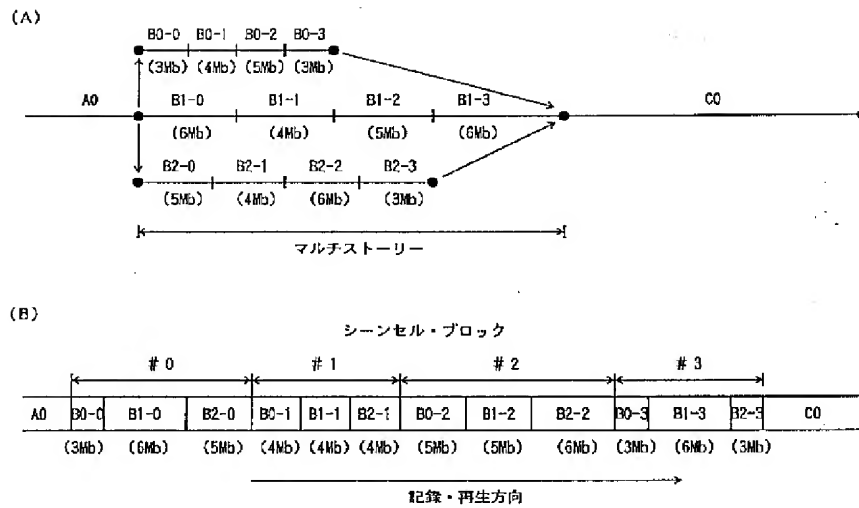 (A)
B0-0 B0-1 B0-2 B0-3
(3Mb) (4Mb) (5Mb) (3Mb)
A0 B1-0 B1-1 B1-2 B1-3 C0
(6Mb) (4Mb) (5Mb) (6Mb)
B2-0 B2-1 B2-2 B2-3
(5Mb) (4Mb) (6Mb) (3Mb)
マルチストーリー
(B)
シーンセル・ブロック
#0 #1 #2 #3
A0 B0-0 B1-0 B2-0 B0-1 B1-1 B2-1 B0-2 B1-2 B2-2 B0-3 B1-3 B2-3 C0
(3Mb) (6Mb) (5Mb) (4Mb) (4Mb) (4Mb) (5Mb) (5Mb) (6Mb) (3Mb) (6Mb) (3Mb)
記録・再生方向